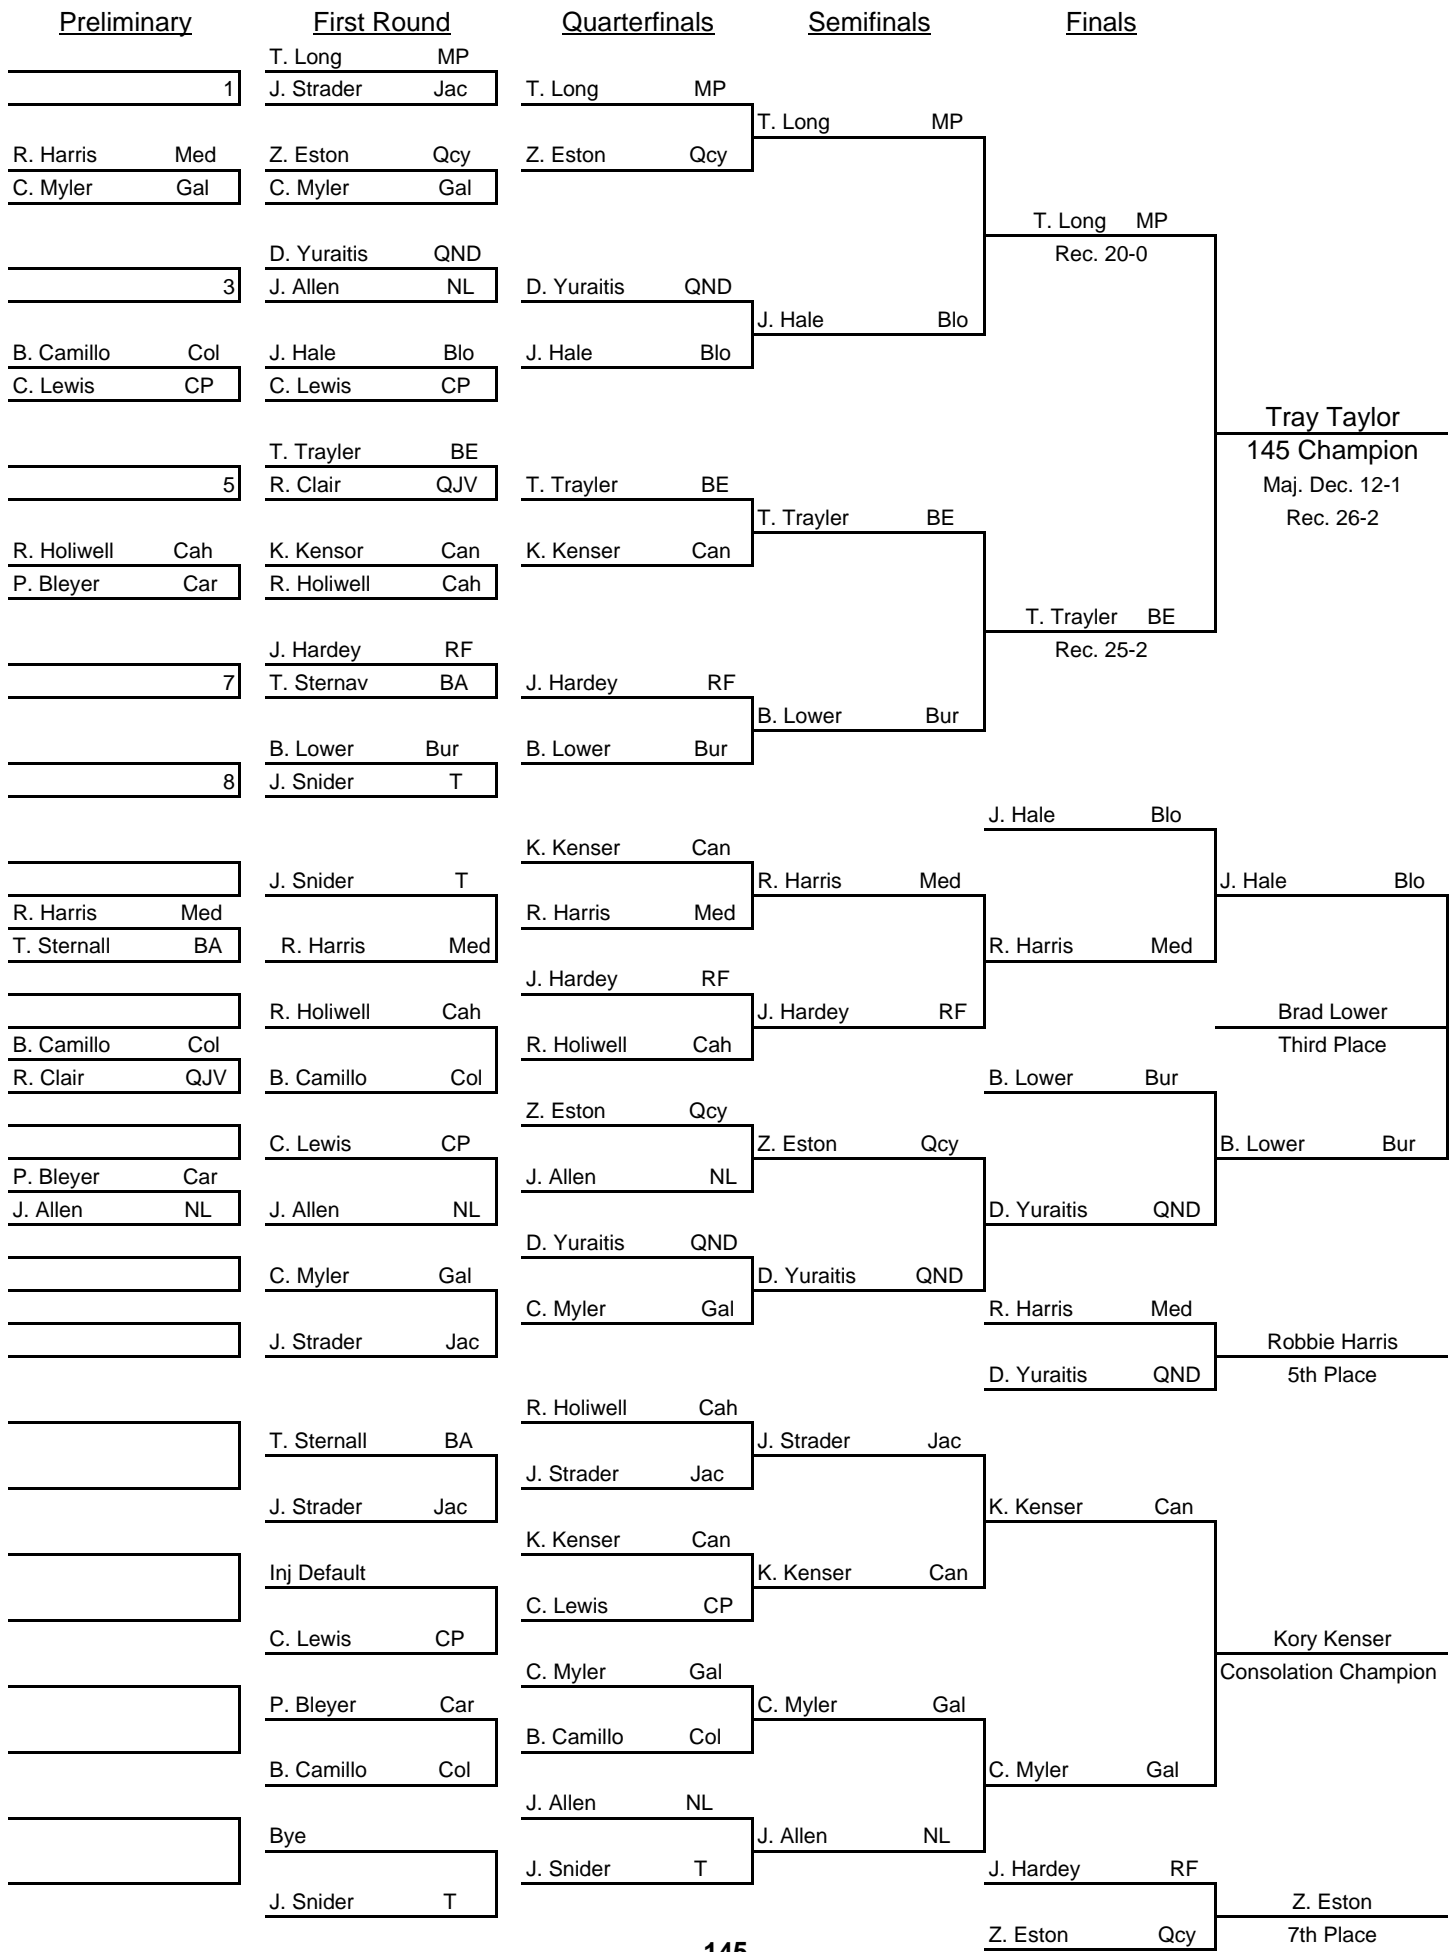 Preliminary First Round Quarterfinals Semifinals Finals
T. Long MP
1 J. Strader Jac T. Long MP
T. Long MP
R. Harris Med Z. Eston Qcy Z. Eston Qcy
C. Myler Gal C. Myler Gal
T. Long MP
D. Yuraitis QND Rec. 20-0
3 J. Allen NL D. Yuraitis QND
J. Hale Blo
B. Camillo Col J. Hale Blo J. Hale Blo
C. Lewis CP C. Lewis CP
Tray Taylor
T. Trayler BE 145 Champion
5 R. Clair QJV T. Trayler BE Maj. Dec. 12-1
T. Trayler BE Rec. 26-2
R. Holiwell Cah K. Kensor Can K. Kenser Can
P. Bleyer Car R. Holiwell Cah
T. Trayler BE
J. Hardey RF Rec. 25-2
7 T. Sternav BA J. Hardey RF
B. Lower Bur
B. Lower Bur B. Lower Bur
8 J. Snider T
J. Hale Blo
K. Kenser Can
J. Snider T R. Harris Med J. Hale Blo
R. Harris Med R. Harris Med
T. Sternall BA R. Harris Med R. Harris Med
J. Hardey RF
R. Holiwell Cah J. Hardey RF Brad Lower
B. Camillo Col R. Holiwell Cah Third Place
R. Clair QJV B. Camillo Col B. Lower Bur
Z. Eston Qcy
C. Lewis CP Z. Eston Qcy B. Lower Bur
P. Bleyer Car J. Allen NL
J. Allen NL J. Allen NL D. Yuraitis QND
D. Yuraitis QND
C. Myler Gal D. Yuraitis QND
C. Myler Gal R. Harris Med
J. Strader Jac Robbie Harris
D. Yuraitis QND 5th Place
R. Holiwell Cah
T. Sternall BA J. Strader Jac
J. Strader Jac
J. Strader Jac K. Kenser Can
K. Kenser Can
Inj Default K. Kenser Can
C. Lewis CP
C. Lewis CP Kory Kenser
C. Myler Gal Consolation Champion
P. Bleyer Car C. Myler Gal
B. Camillo Col
B. Camillo Col C. Myler Gal
J. Allen NL
Bye J. Allen NL
J. Snider T J. Hardey RF
J. Snider T Z. Eston
Z. Eston Qcy 7th Place
145